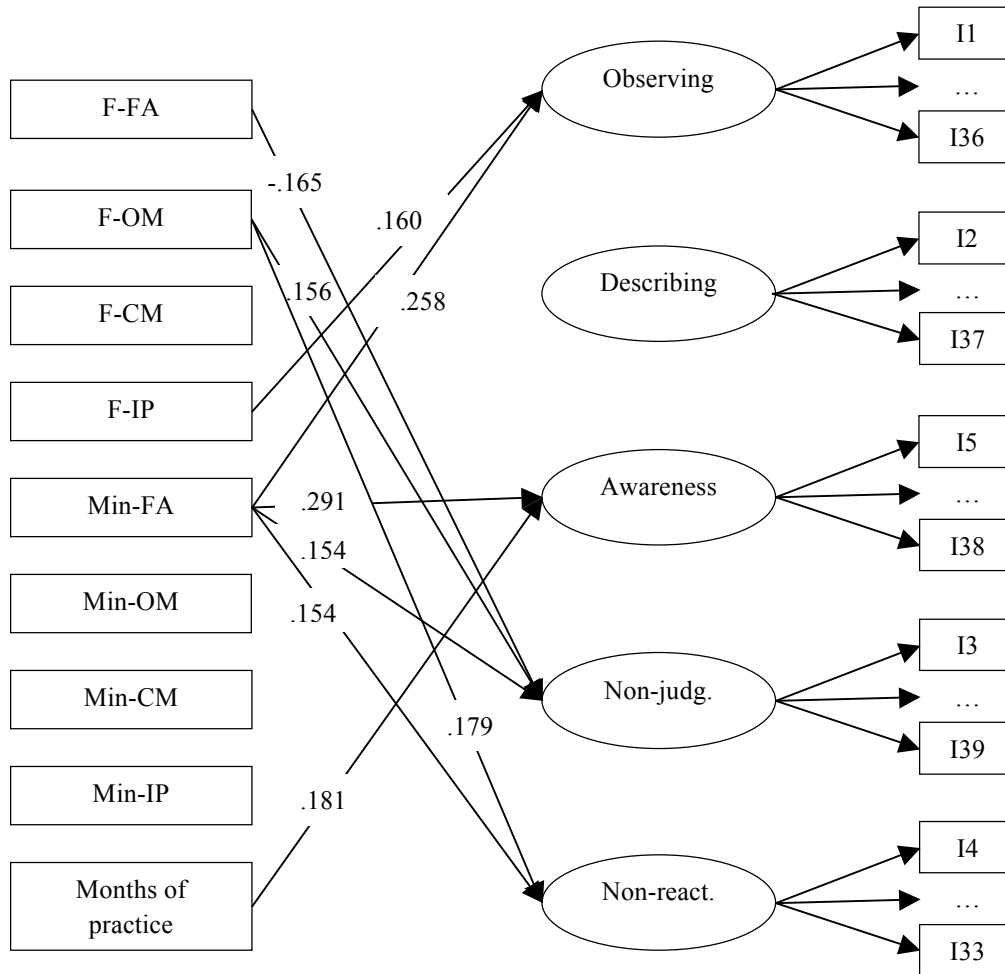 F-FA
F-OM
F-CM
F-IP
Min-FA
Min-OM
Min-CM
Min-IP
Months of
practice
-.165
.156
.160
.258
.291
.154
.154
.179
.181
Observing
Describing
Awareness
Non-judg.
Non-react.
I1
…
I36
I2
…
I37
I5
…
I38
I3
…
I39
I4
…
I33